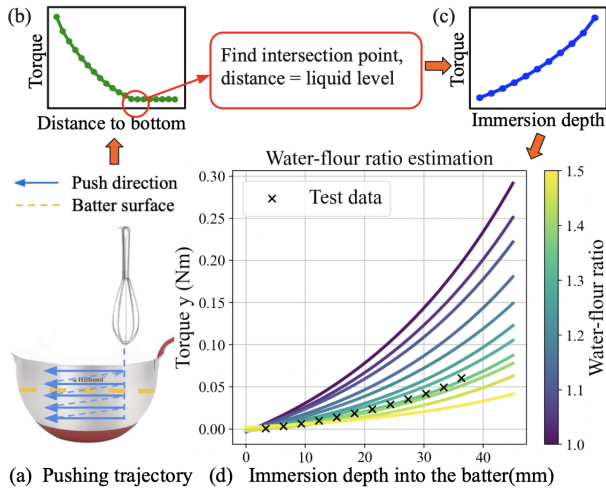 (b)
Torque
Distance to bottom
Find intersection point,
distance = liquid level
(c)
Torque
Immersion depth
Push direction
Batter surface
(a) Pushing trajectory
Water-flour ratio estimation
Test data
Torque y (Nm)
0.30
0.25
0.20
0.15
0.10
0.05
0.00
0 10 20 30 40
(d) Immersion depth into the batter(mm)
1.5
1.4
1.3
1.2
1.1
1.0
Water-flour ratio